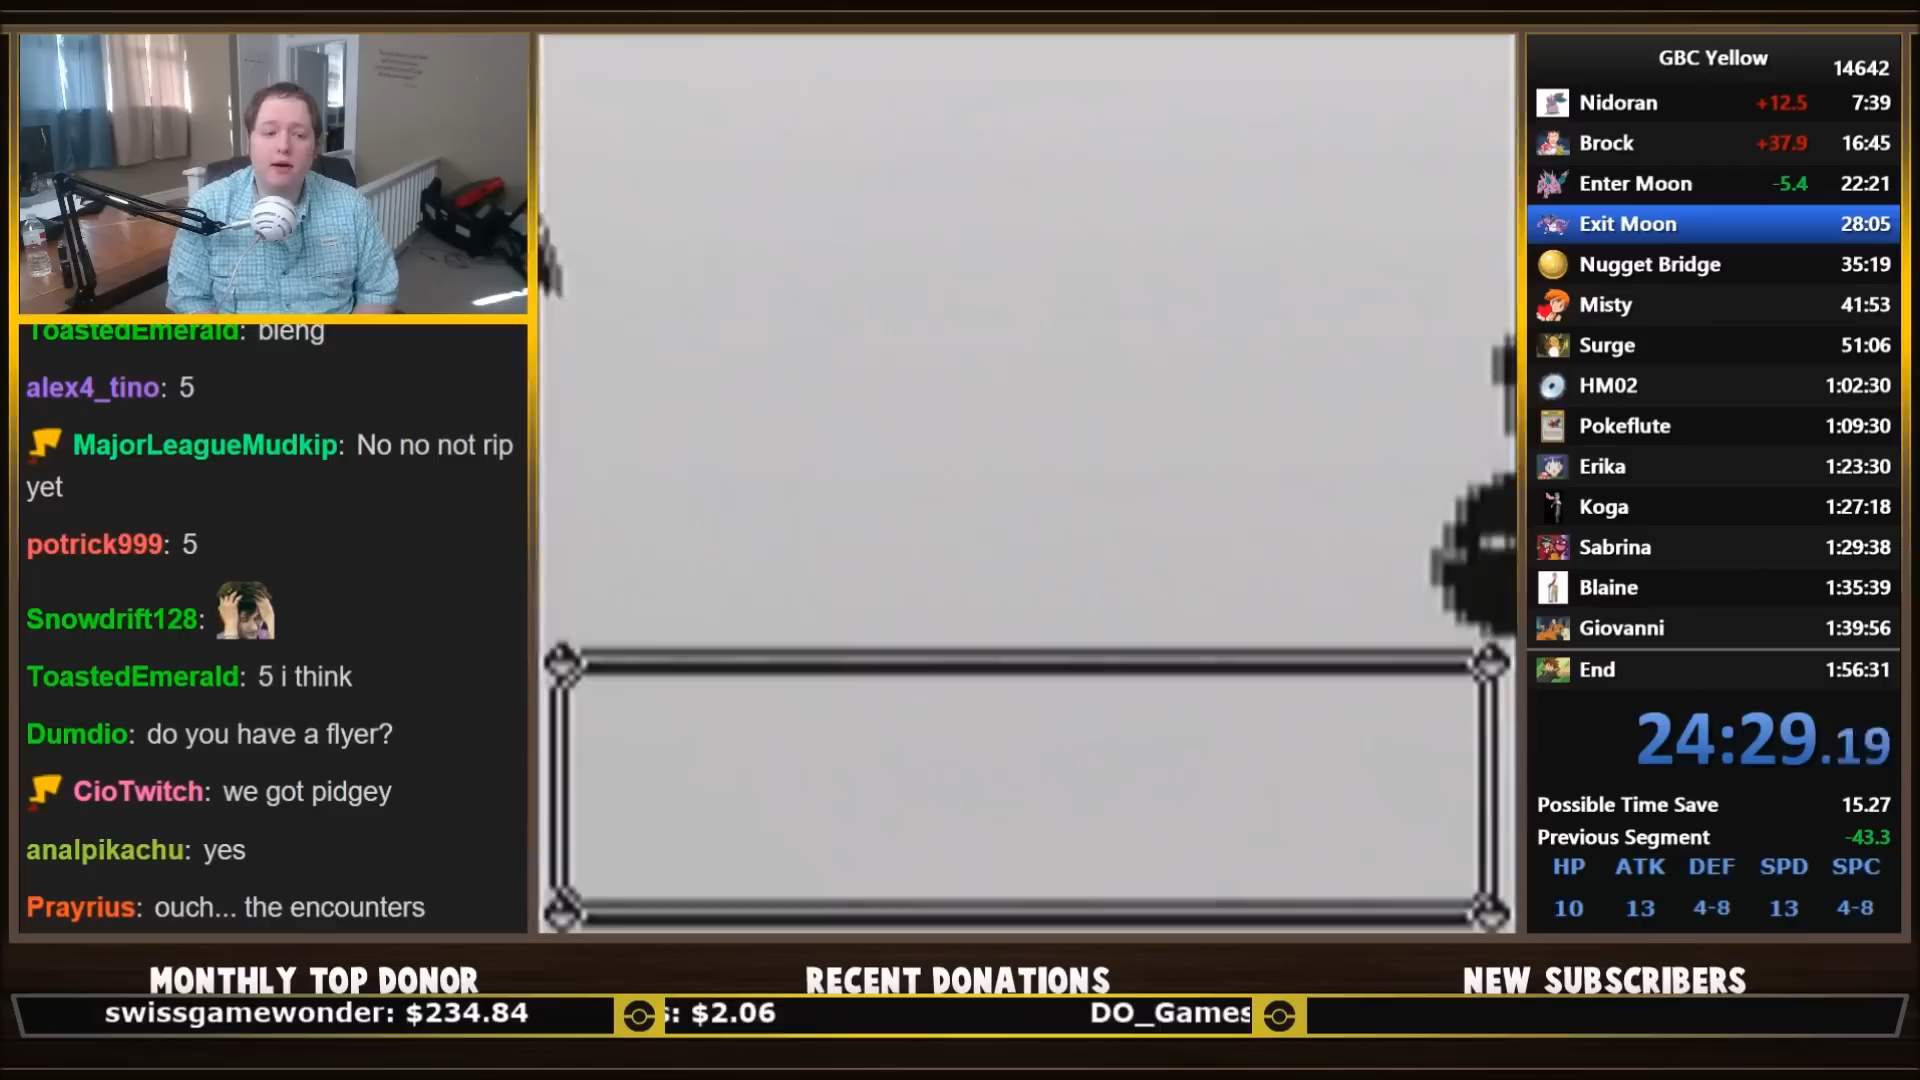 ToastedEmerald: bleng
alex4_tino: 5
MajorLeagueMudkip: No no not rip
yet
potrick999: 5
Snowdrift128:
ToastedEmerald: 5 i think
Dumdio: do you have a flyer?
CioTwitch: we got pidgey
analpikachu: yes
Prayrius: ouch... the encounters
GBC Yellow 14642
Nidoran +12.5 7:39
Brock +37.9 16:45
Enter Moon -5.4 22:21
Exit Moon 28:05
Nugget Bridge 35:19
Misty 41:53
Surge 51:06
HM02 1:02:30
Pokeflute 1:09:30
Erika 1:23:30
Koga 1:27:18
Sabrina 1:29:38
Blaine 1:35:39
Giovanni 1:39:56
End 1:56:31
24:29.19
Possible Time Save 15.27
Previous Segment -43.3
HP ATK DEF SPD SPC
10 13 4-8 13 4-8
MONTHLY TOP DONOR
swissgamewonder: $234.84
RECENT DONATIONS
s: $2.06 DO_Games
NEW SUBSCRIBERS